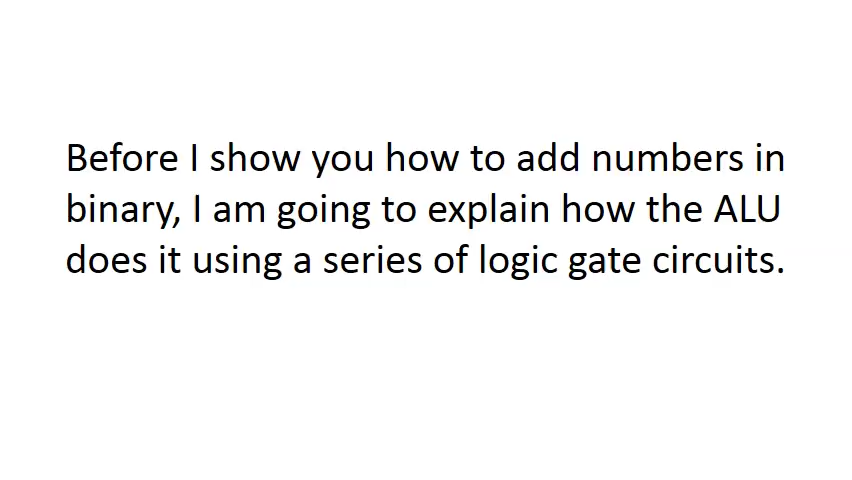 Before I show you how to add numbers in
binary, I am going to explain how the ALU
does it using a series of logic gate circuits.